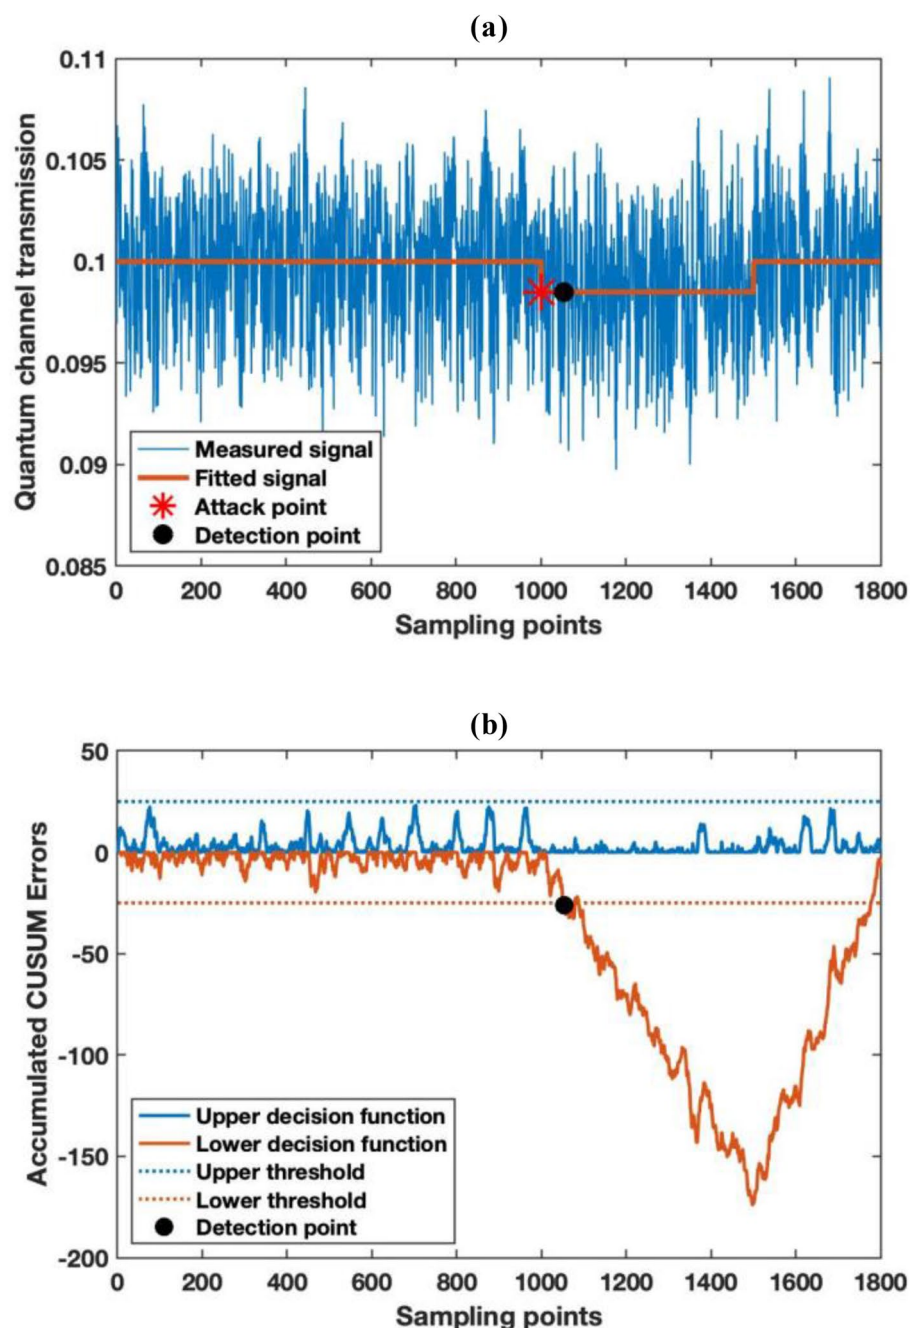 (a)
0.11
0.105
0.1
0.095
0.09
0.085
Quantum channel transmission
Measured signal
Fitted signal
Attack point
Detection point
0 200 400 600 800 1000 1200 1400 1600 1800
Sampling points
(b)
50
0
-50
-100
-150
-200
Accumulated CUSUM Errors
Upper decision function
Lower decision function
Upper threshold
Lower threshold
Detection point
0 200 400 600 800 1000 1200 1400 1600 1800
Sampling points